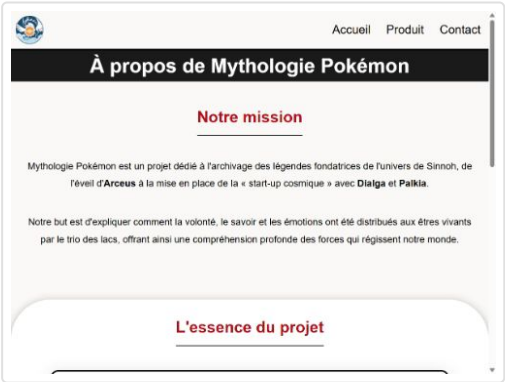 Accueil Produit Contact
À propos de Mythologie Pokémon
Notre mission
Mythologie Pokémon est un projet dédié à l'archivage des légendes fondatrices de l'univers de Sinnoh, de
l'éveil d'Arceus à la mise en place de la « start-up cosmique » avec Dialga et Palkia.
Notre but est d'expliquer comment la volonté, le savoir et les émotions ont été distribués aux êtres vivants
par le trio des lacs, offrant ainsi une compréhension profonde des forces qui régissent notre monde.
L'essence du projet